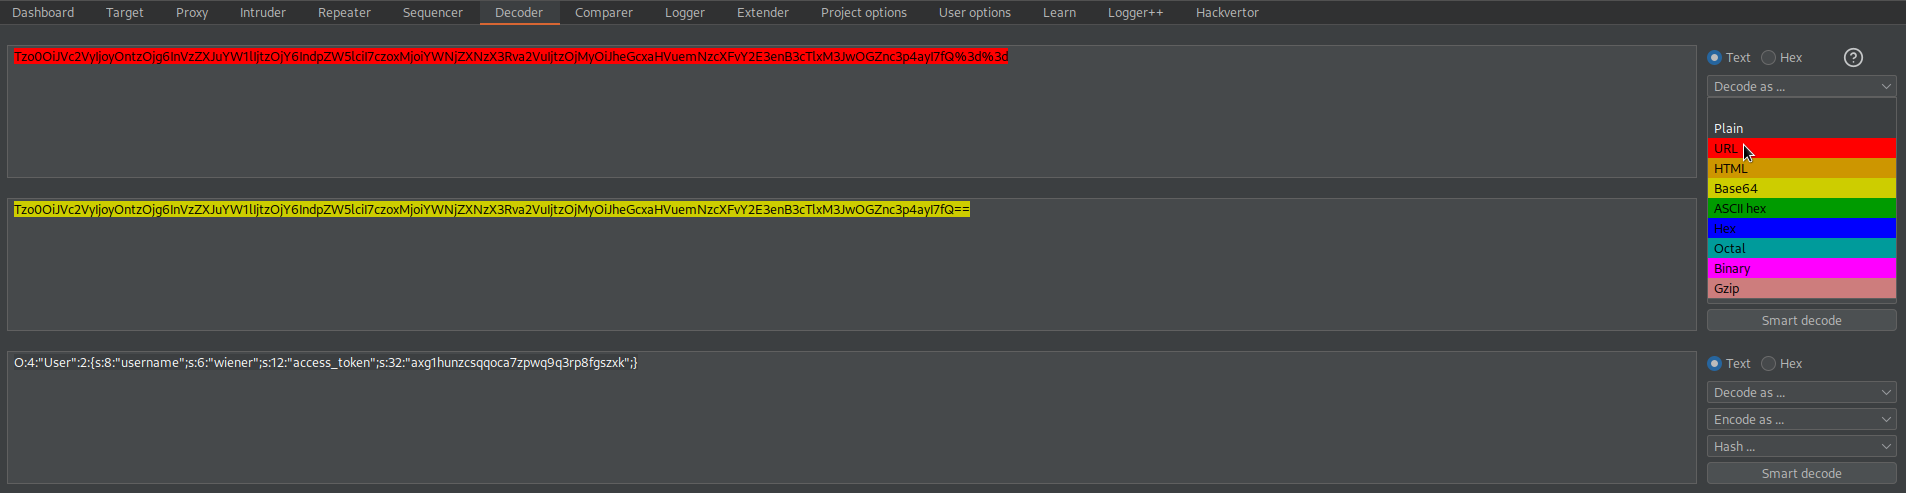 Dashboard Target Proxy Intruder Repeater Sequencer Decoder Comparer Logger Extender Project options User options Learn Logger++ Hackvertor
Tzo0OiJVc2VyIjoyOntzOjg6InVzZXJuYW1lIjtzOjY6IndpZW5lciI7czoxMjoiYWNjZXNzX3Rva2VuIjtzOjMyOiJheGcxaHVuemNzcXFvY2E3enB3cTlxM3JwOGZnc3p4ayI7fQ%3d%3d
Text Hex ?
Decode as ...
Plain
URL
HTML
Base64
ASCII hex
Hex
Octal
Binary
Gzip
Tzo0OiJVc2VyIjoyOntzOjg6InVzZXJuYW1lIjtzOjY6IndpZW5lciI7czoxMjoiYWNjZXNzX3Rva2VuIjtzOjMyOiJheGcxaHVuemNzcXFvY2E3enB3cTlxM3JwOGZnc3p4ayI7fQ==
Smart decode
O:4:"User":2:{s:8:"username";s:6:"wiener";s:12:"access_token";s:32:"axg1hunzcsqqoca7zpwq9q3rp8fgszxk";}
Text Hex
Decode as ...
Encode as ...
Hash ...
Smart decode